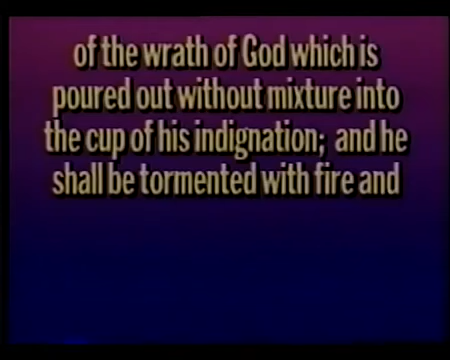 of the wrath of God which is
poured out without mixture into
the cup of his indignation; and he
shall be tormented with fire and